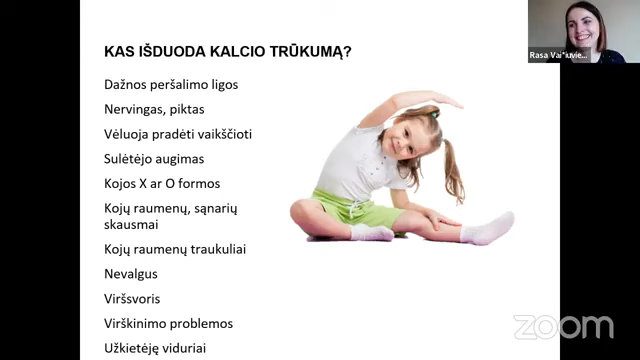 KAS IŠDUODA KALCIO TRŪKUMĄ?
Dažnos peršalimo ligos
Nervingas, piktas
Vėluoja pradėti vaikščioti
Sulėtėjo augimas
Kojos X ar O formos
Kojų raumenų, sąnarių
skausmai
Kojų raumenų traukuliai
Nevalgus
Viršsvoris
Virškinimo problemos
Užkietėję viduriai
Rasa
zoom